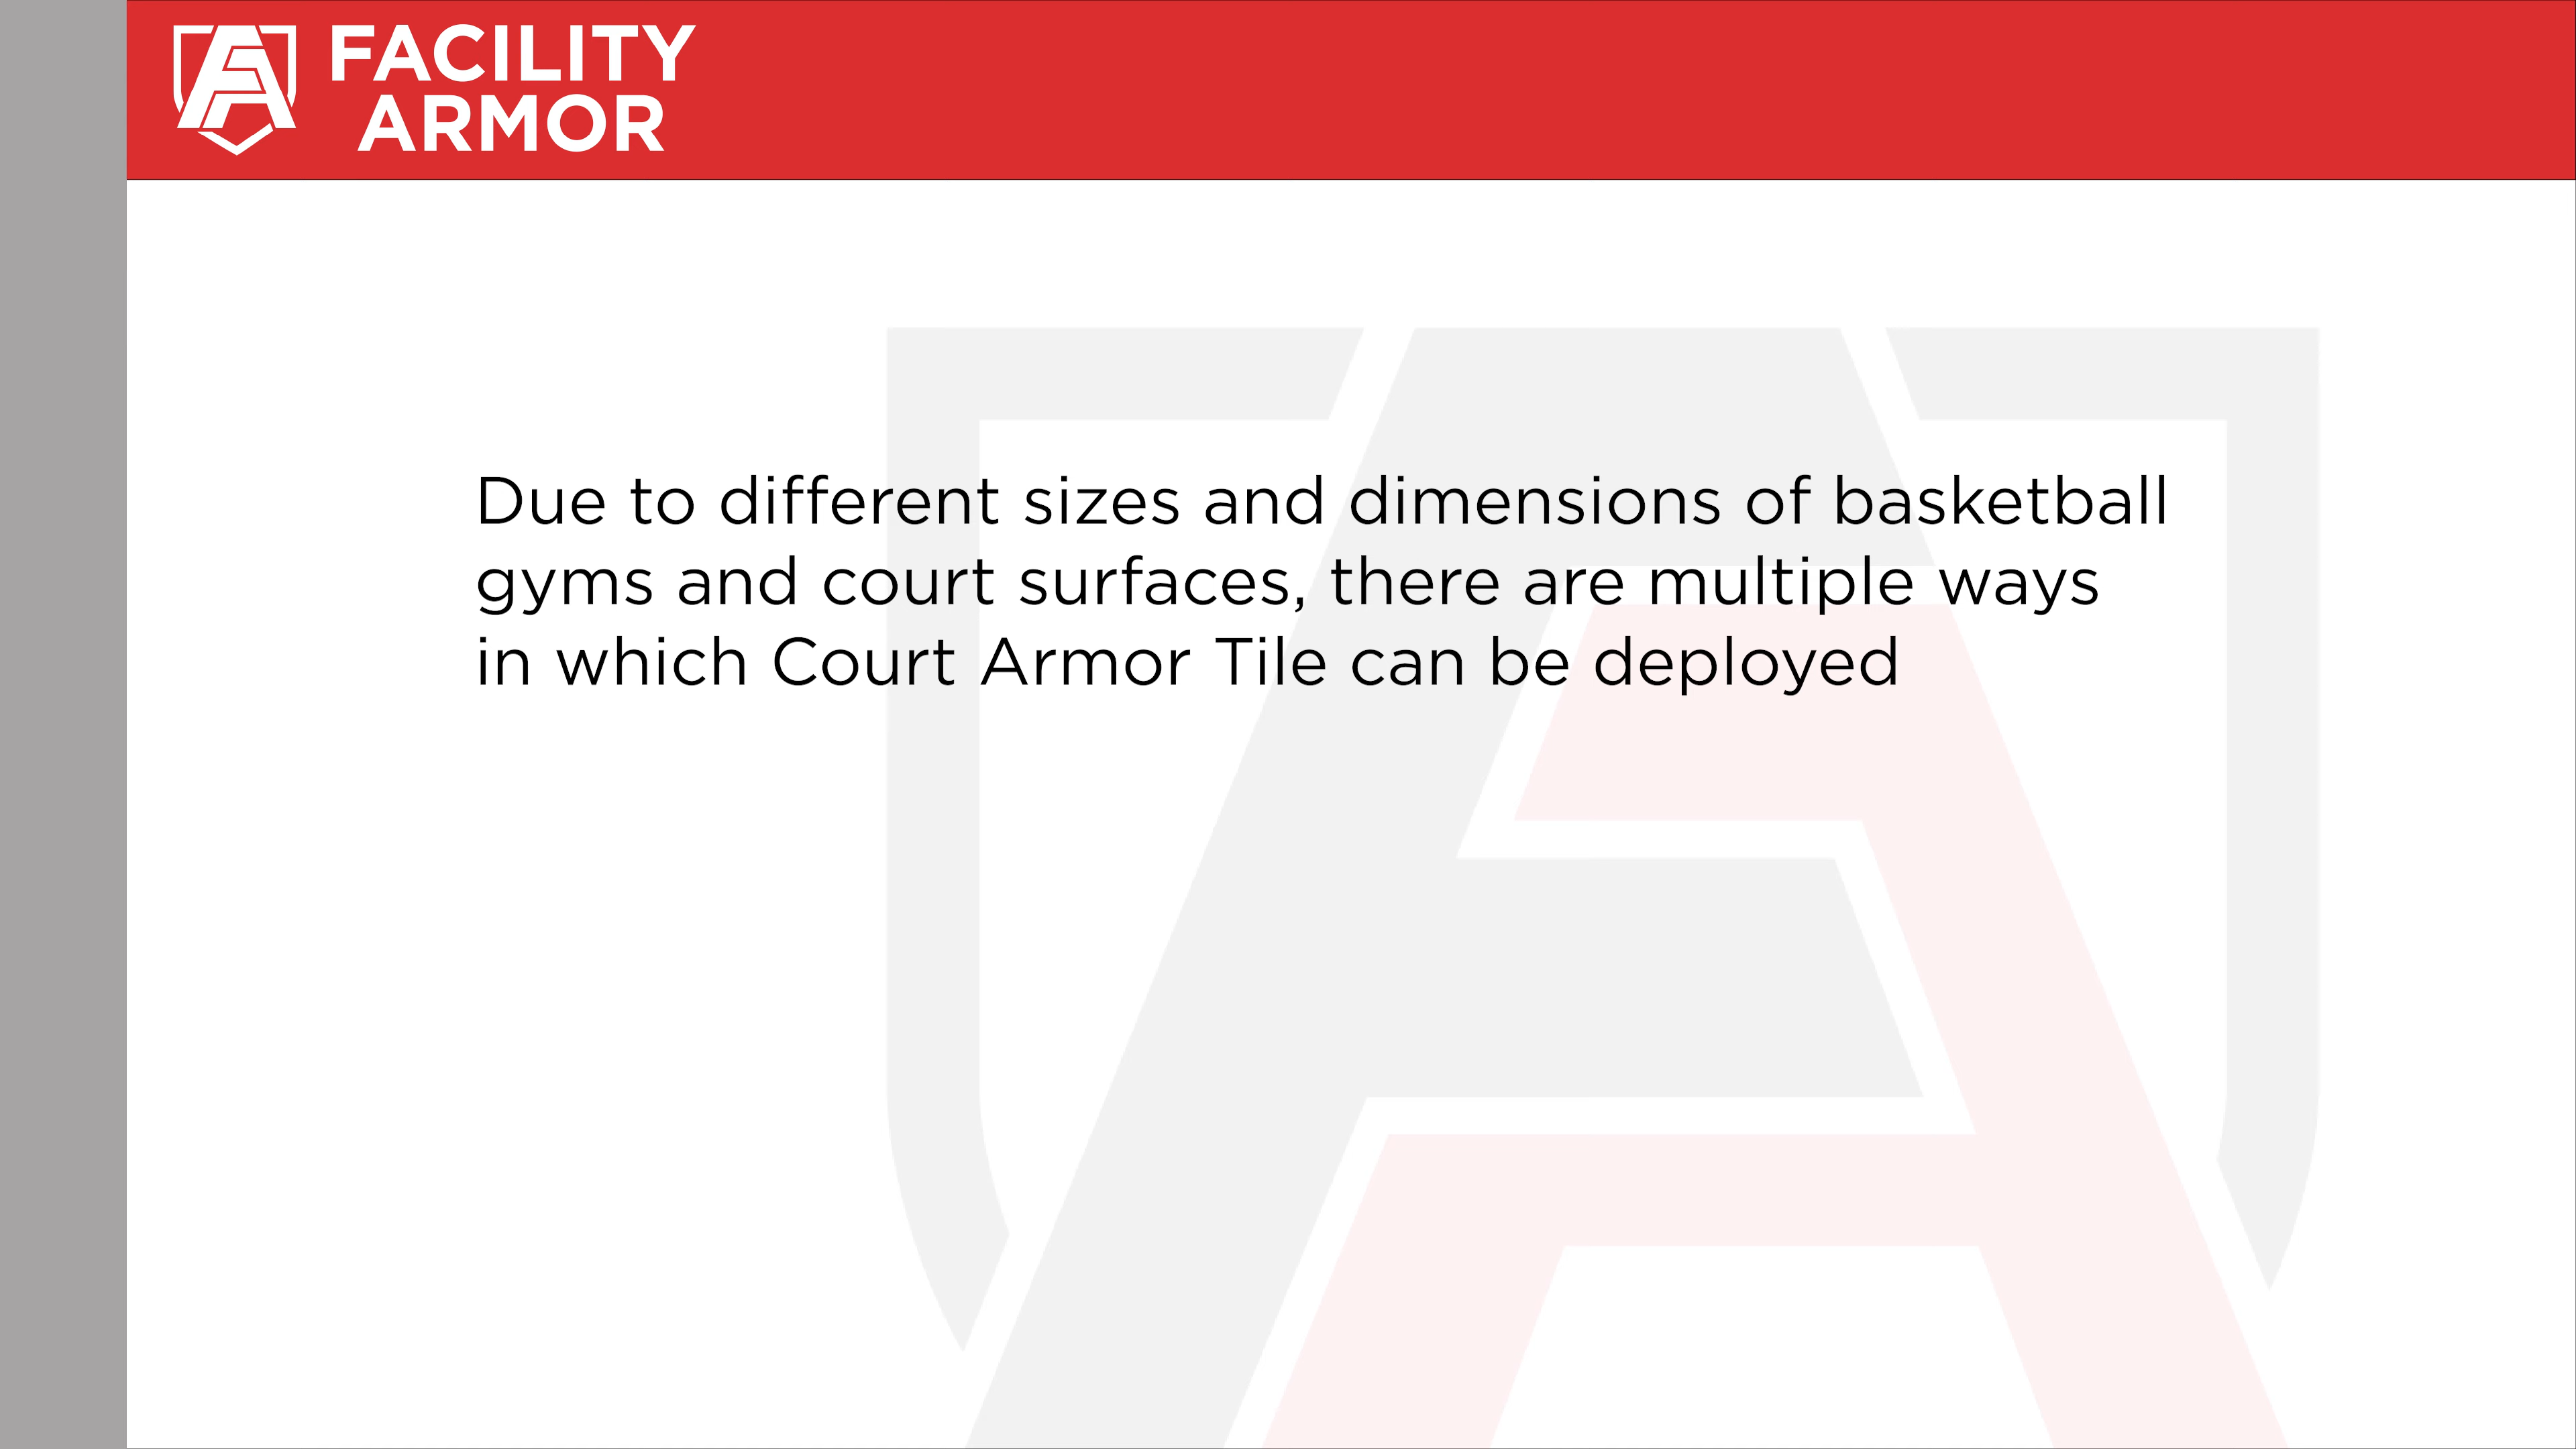 FACILITY
ARMOR
Due to different sizes and dimensions of basketball
gyms and court surfaces, there are multiple ways
in which Court Armor Tile can be deployed